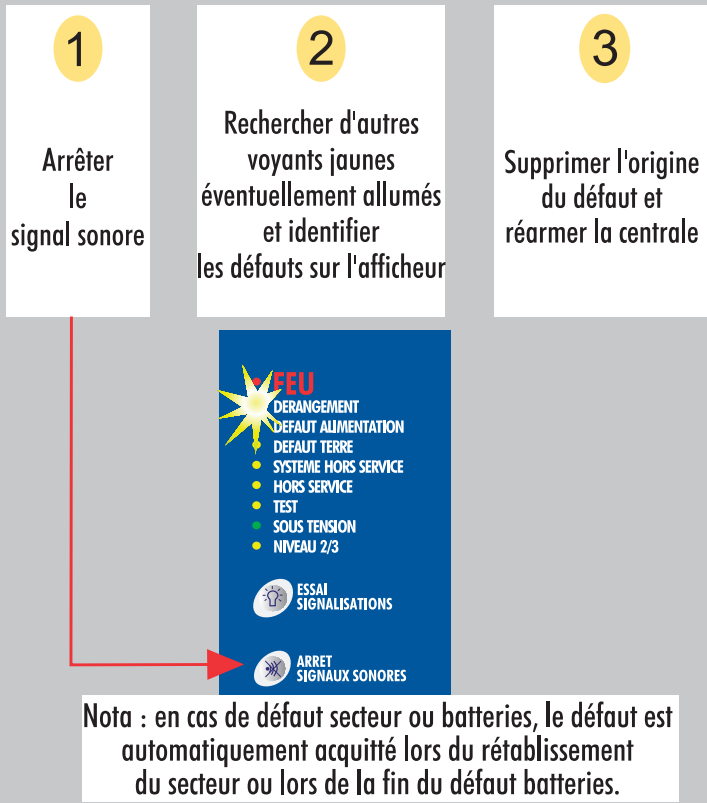 1
Arrêter
le
signal sonore
2
Rechercher d'autres
voyants jaunes
éventuellement allumés
et identifier
les défauts sur l'afficheur
3
Supprimer l'origine
du défaut et
réarmer la centrale
FEU
DERANGEMENT
DEFAUT ALIMENTATION
DEFAUT TERRE
SYSTEME HORS SERVICE
HORS SERVICE
TEST
SOUS TENSION
NIVEAU 2/3
ESSAI
SIGNALISATIONS
ARRET
SIGNAUX SONORES
Nota : en cas de défaut secteur ou batteries, le défaut est
automatiquement acquitté lors du rétablissement
du secteur ou lors de la fin du défaut batteries.